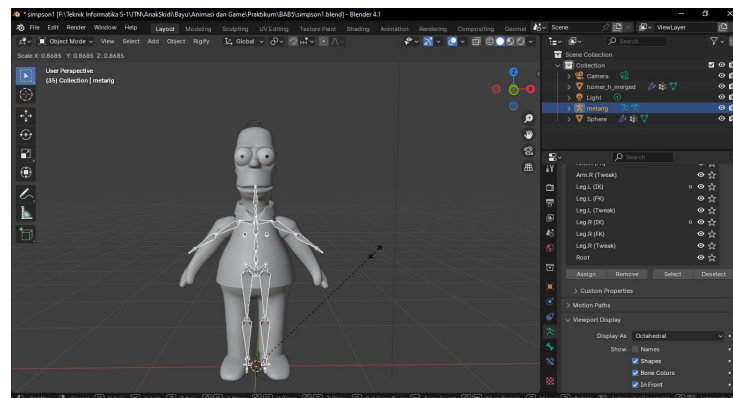 * simpson1 [F:\Teknik Informatika S-1\ITN\AnakSkidi\Bayu\Animasi dan Game\Praktikum\BAB5\simpson1.blend] - Blender 4.1
File Edit Render Window Help Layout Modeling Sculpting UV Editing Texture Paint Shading Animation Rendering Compositing Scene ViewLayer
Object Mode View Select Add Object Rigify Global
Search
Scale X: 0.8685 Y: 0.8685 Z: 0.8685
User Perspective
(35) Collection | metarig
Scene Collection
Collection
Camera
homer_h_merged
Light
metarig
Sphere
Search
Arm.R (Tweak)
Leg.L (IK)
Leg.L (FK)
Leg.L (Tweak)
Leg.R (IK)
Leg.R (FK)
Leg.R (Tweak)
Root
Assign Remove Select Deselect
Custom Properties
Motion Paths
Viewport Display
Display As Octahedral
Show Names
Shapes
Bone Colors
In Front